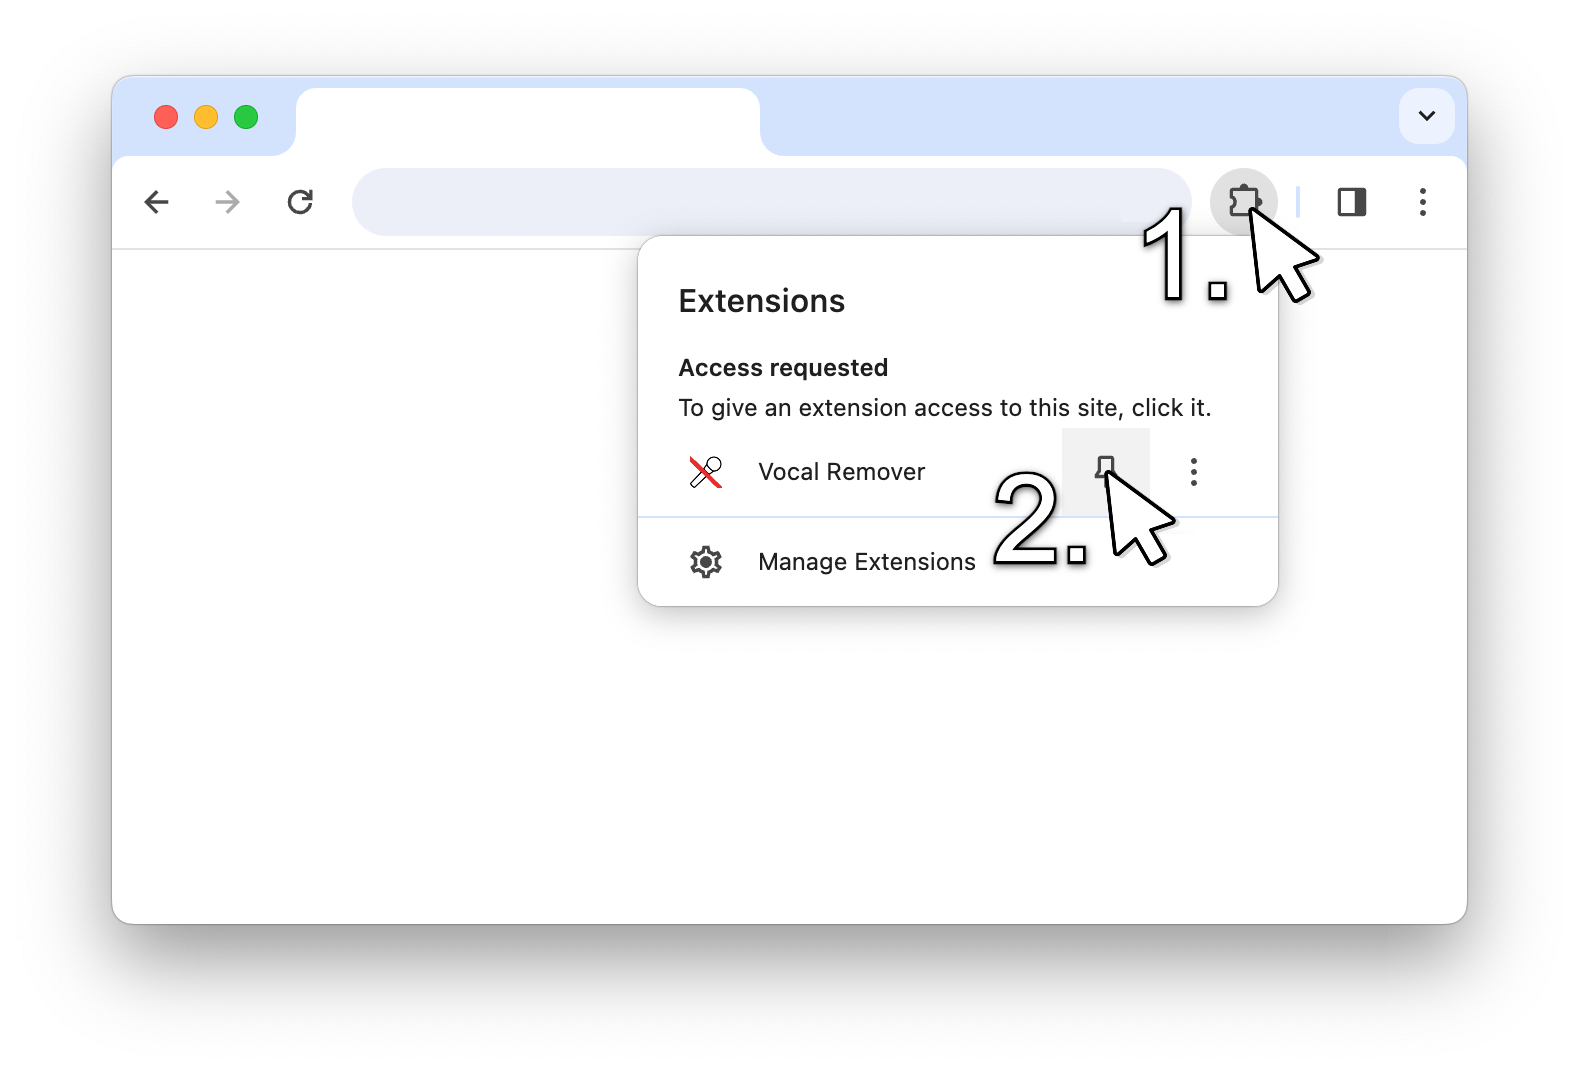 1.
Extensions
Access requested
To give an extension access to this site, click it.
Vocal Remover
2.
Manage Extensions